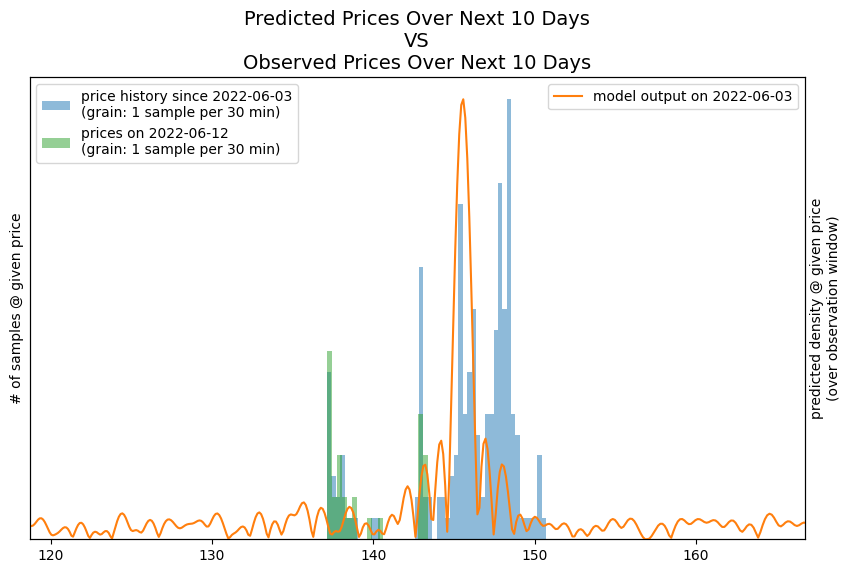 Predicted Prices Over Next 10 Days
VS
Observed Prices Over Next 10 Days
price history since 2022-06-03
(grain: 1 sample per 30 min)
prices on 2022-06-12
(grain: 1 sample per 30 min)
model output on 2022-06-03
# of samples @ given price
predicted density @ given price
(over observation window)
120
130
140
150
160